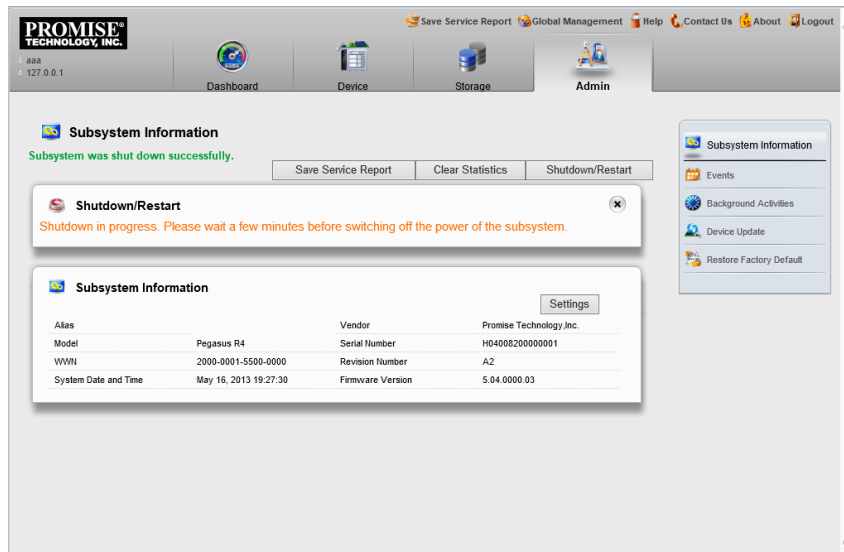 PROMISE®
TECHNOLOGY, INC.
Save Service Report Global Management Help Contact Us About Logout
aaa
127.0.0.1
Dashboard Device Storage Admin
Subsystem Information
Subsystem was shut down successfully.
Save Service Report Clear Statistics Shutdown/Restart
Shutdown/Restart
Shutdown in progress. Please wait a few minutes before switching off the power of the subsystem.
Subsystem Information
Settings
Alias Vendor Promise Technology,Inc.
Model Pegasus R4 Serial Number H04008200000001
WWN 2000-0001-5500-0000 Revision Number A2
System Date and Time May 16, 2013 19:27:30 Firmware Version 5.04.0000.03
Subsystem Information
Events
Background Activities
Device Update
Restore Factory Default